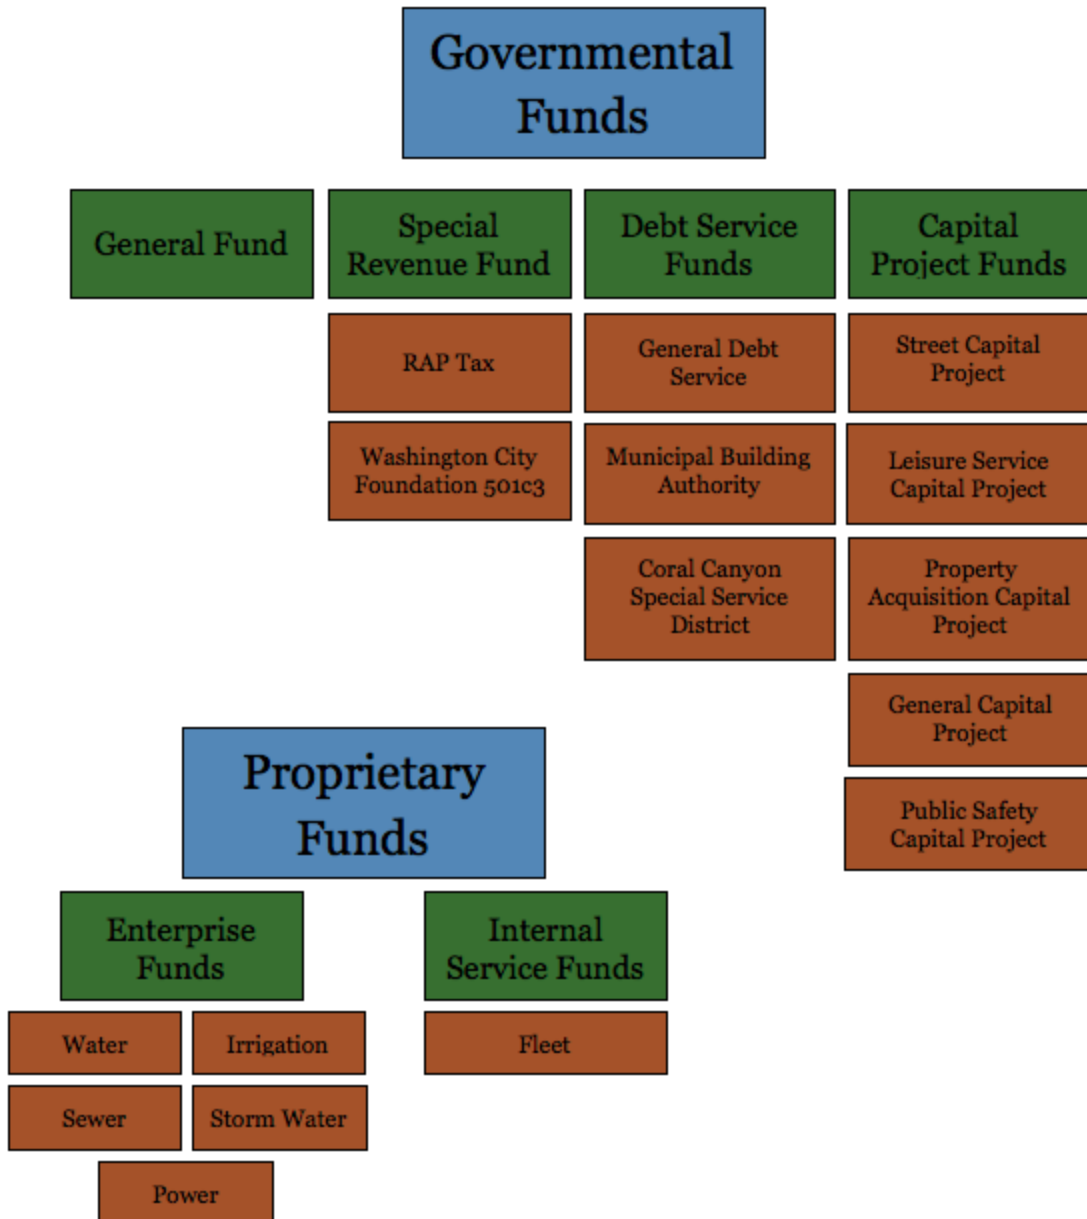 Governmental
Funds
General Fund
Special
Revenue Fund
Debt Service
Funds
Capital
Project Funds
RAP Tax
General Debt
Service
Street Capital
Project
Washington City
Foundation 501c3
Municipal Building
Authority
Leisure Service
Capital Project
Coral Canyon
Special Service
District
Property
Acquisition Capital
Project
General Capital
Project
Public Safety
Capital Project
Proprietary
Funds
Enterprise
Funds
Internal
Service Funds
Water
Irrigation
Fleet
Sewer
Storm Water
Power